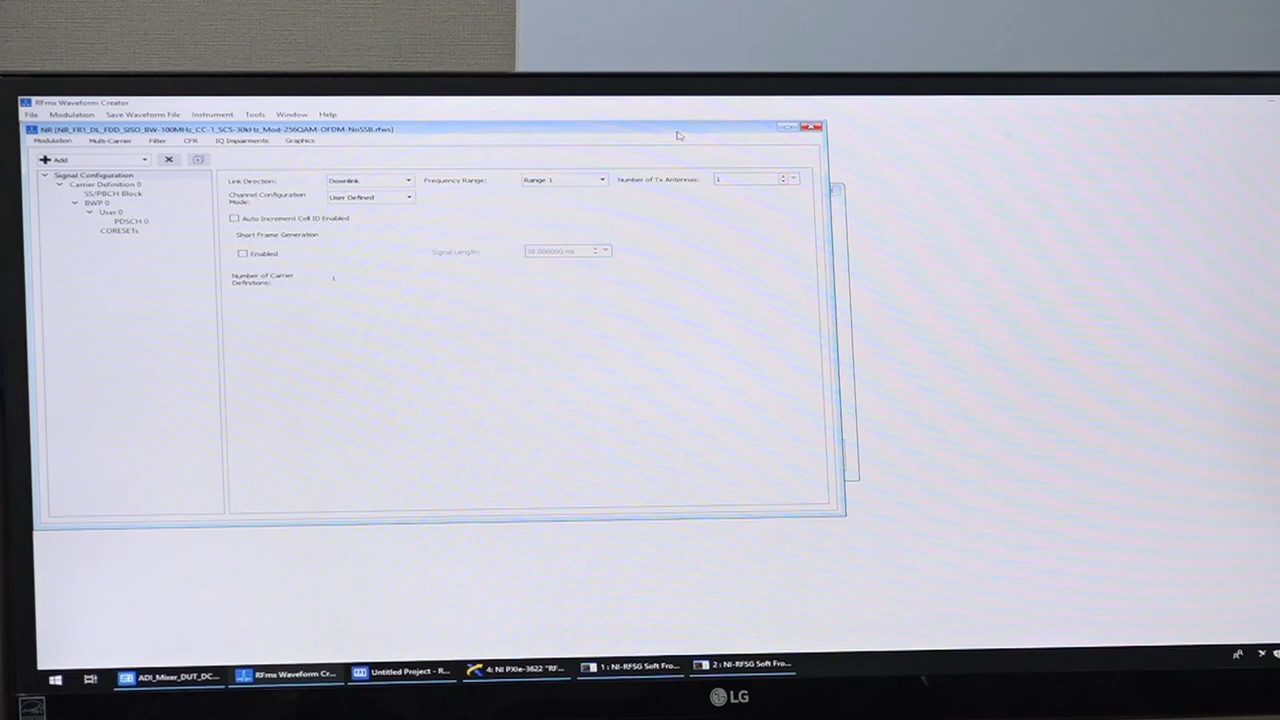 RFmx Waveform Creator
File Modulation Save Waveform File Instrument Tools Window Help
NR [NR_FR1_DL_FDD_SISO_BW-100MHz_CC-1_SCS-30kHz_Mod-256QAM-OFDM-NoSSB.rfws]
Modulation Multi-Carrier Filter CFR IQ Impairments Graphics
Add
Signal Configuration
Carrier Definition 0
SS/PBCH Block
BWP 0
User 0
PDSCH 0
CORESETs
Link Direction: Downlink Frequency Range: Range 1 Number of Tx Antennas: 1
Channel Configuration Mode: User Defined
Auto Increment Cell ID Enabled
Short Frame Generation
Enabled Signal Length: 10.000000 ms
Number of Carrier Definitions: 1
ADI_Mixer_DUT_DC... RFmx Waveform Cr... Untitled Project - R... 4: NI PXIe-3622 "RF... 1 : NI-RFSG Soft Fro... 2 : NI-RFSG Soft Fro...
LG